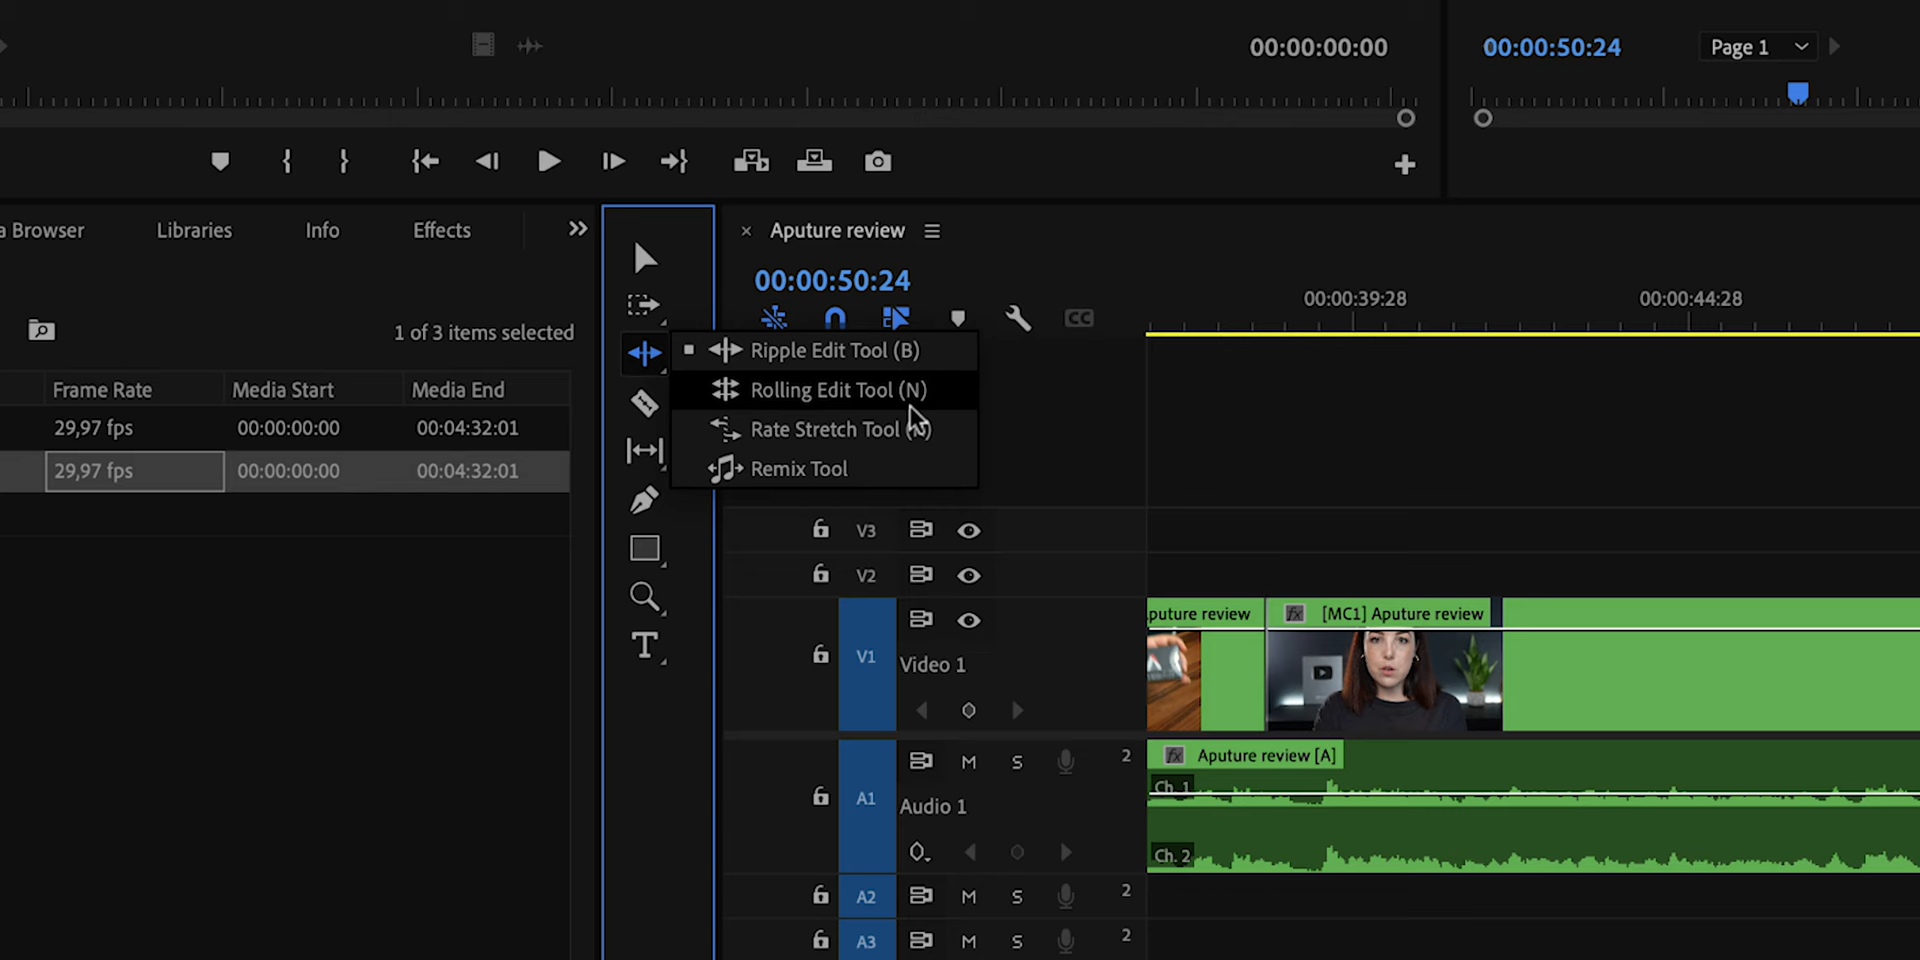 00:00:00:00
00:00:50:24
Page 1
a Browser
Libraries
Info
Effects
Aputure review
00:00:50:24
00:00:39:28
00:00:44:28
CC
1 of 3 items selected
Ripple Edit Tool (B)
Rolling Edit Tool (N)
Rate Stretch Tool
Remix Tool
Frame Rate
Media Start
Media End
29,97 fps
00:00:00:00
00:04:32:01
29,97 fps
00:00:00:00
00:04:32:01
T
V3
V2
V1
Video 1
puture review
fx
[MC1] Aputure review
A1
M
S
2
Audio 1
fx
Aputure review [A]
Ch. 1
Ch. 2
A2
M
S
2
A3
M
S
2